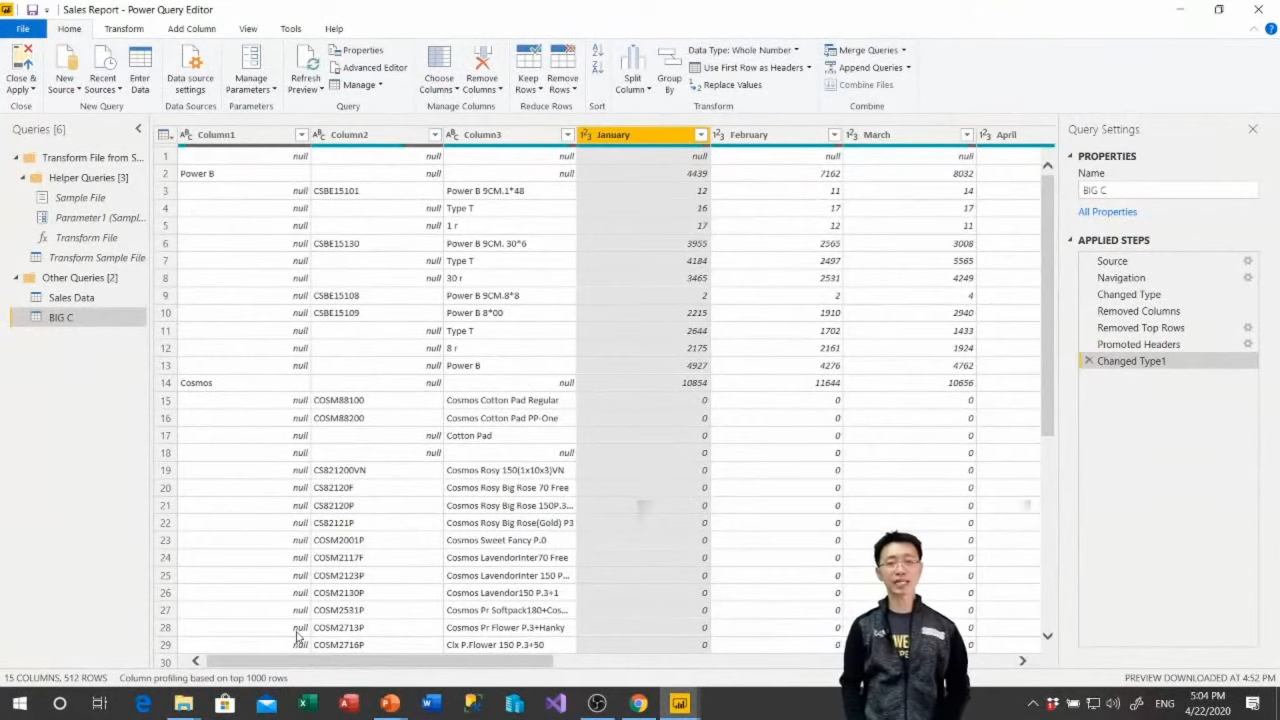 Sales Report - Power Query Editor
File Home Transform Add Column View Tools Help
Close & Apply
New Source
Recent Sources
Enter Data
Data source settings
Manage Parameters
Refresh Preview
Properties
Advanced Editor
Manage
Choose Columns
Remove Columns
Keep Rows
Remove Rows
Split Column
Group By
Data Type: Whole Number
Use First Row as Headers
Replace Values
Merge Queries
Append Queries
Combine Files
Close New Query Data Sources Parameters Query Manage Columns Reduce Rows Sort Transform Combine
Queries [6]
Transform File from S...
Helper Queries [3]
Sample File
Parameter1 (Sampl...
fx Transform File
Transform Sample File
Other Queries [2]
Sales Data
BIG C
Column1 Column2 Column3 January February March April
1 null null null null null null
2 Power B null null 4439 7162 8032
3 null CSBE15101 Power B 9CM.1*48 12 11 14
4 null null Type T 16 17 17
5 null null 1 r 17 12 11
6 null CSBE15130 Power B 9CM. 30*6 3955 2565 3008
7 null null Type T 4184 2497 5565
8 null null 30 r 3465 2531 4249
9 null CSBE15108 Power B 9CM.8*8 2 2 4
10 null CSBE15109 Power B 8*00 2215 1910 2940
11 null null Type T 2644 1702 1433
12 null null 8 r 2175 2161 1924
13 null null Power B 4927 4276 4762
14 Cosmos null null 10854 11644 10656
15 null COSM88100 Cosmos Cotton Pad Regular 0 0 0
16 null COSM88200 Cosmos Cotton Pad PP-One 0 0 0
17 null null Cotton Pad 0 0 0
18 null null null 0 0 0
19 null CS821200VN Cosmos Rosy 150(1x10x3)VN 0 0 0
20 null CS82120F Cosmos Rosy Big Rose 70 Free 0 0 0
21 null CS82120P Cosmos Rosy Big Rose 150P.3... 0 0 0
22 null CS82121P Cosmos Rosy Big Rose(Gold) P3 0 0 0
23 null COSM2001P Cosmos Sweet Fancy P.0 0 0 0
24 null COSM2117F Cosmos LavendorInter70 Free 0 0 0
25 null COSM2123P Cosmos LavendorInter 150 P... 0 0 0
26 null COSM2130P Cosmos Lavendor150 P.3+1 0 0 0
27 null COSM2531P Cosmos Pr Softpack180+Cos... 0 0 0
28 null COSM2713P Cosmos Pr Flower P.3+Hanky 0 0 0
29 null COSM2716P Clx P.Flower 150 P.3+50 0 0 0
30
Query Settings
PROPERTIES
Name
BIG C
All Properties
APPLIED STEPS
Source
Navigation
Changed Type
Removed Columns
Removed Top Rows
Promoted Headers
Changed Type1
15 COLUMNS, 512 ROWS Column profiling based on top 1000 rows PREVIEW DOWNLOADED AT 4:52 PM
ENG
5:04 PM
4/22/2020